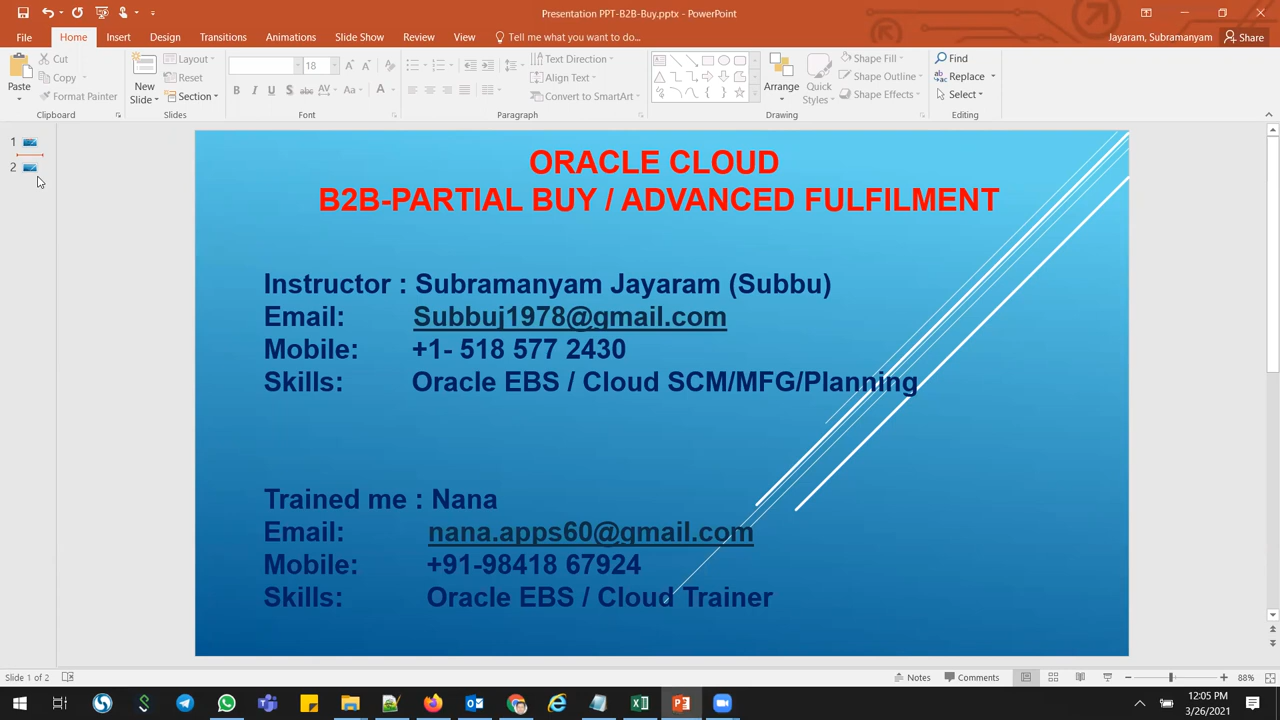 Presentation PPT-B2B-Buy.pptx - PowerPoint
File Home Insert Design Transitions Animations Slide Show Review View Tell me what you want to do... Jayaram, Subramanyam Share
Paste Cut Copy Format Painter Clipboard
New Slide Layout Reset Section Slides
18 B I U S abc AV Aa A Font
Text Direction Align Text Convert to SmartArt Paragraph
Arrange Quick Styles Shape Fill Shape Outline Shape Effects Drawing
Find Replace Select Editing
1
2
ORACLE CLOUD
B2B-PARTIAL BUY / ADVANCED FULFILMENT
Instructor : Subramanyam Jayaram (Subbu)
Email: Subbuj1978@gmail.com
Mobile: +1- 518 577 2430
Skills: Oracle EBS / Cloud SCM/MFG/Planning
Trained me : Nana
Email: nana.apps60@gmail.com
Mobile: +91-98418 67924
Skills: Oracle EBS / Cloud Trainer
Slide 1 of 2 Notes Comments 88%
12:05 PM
3/26/2021